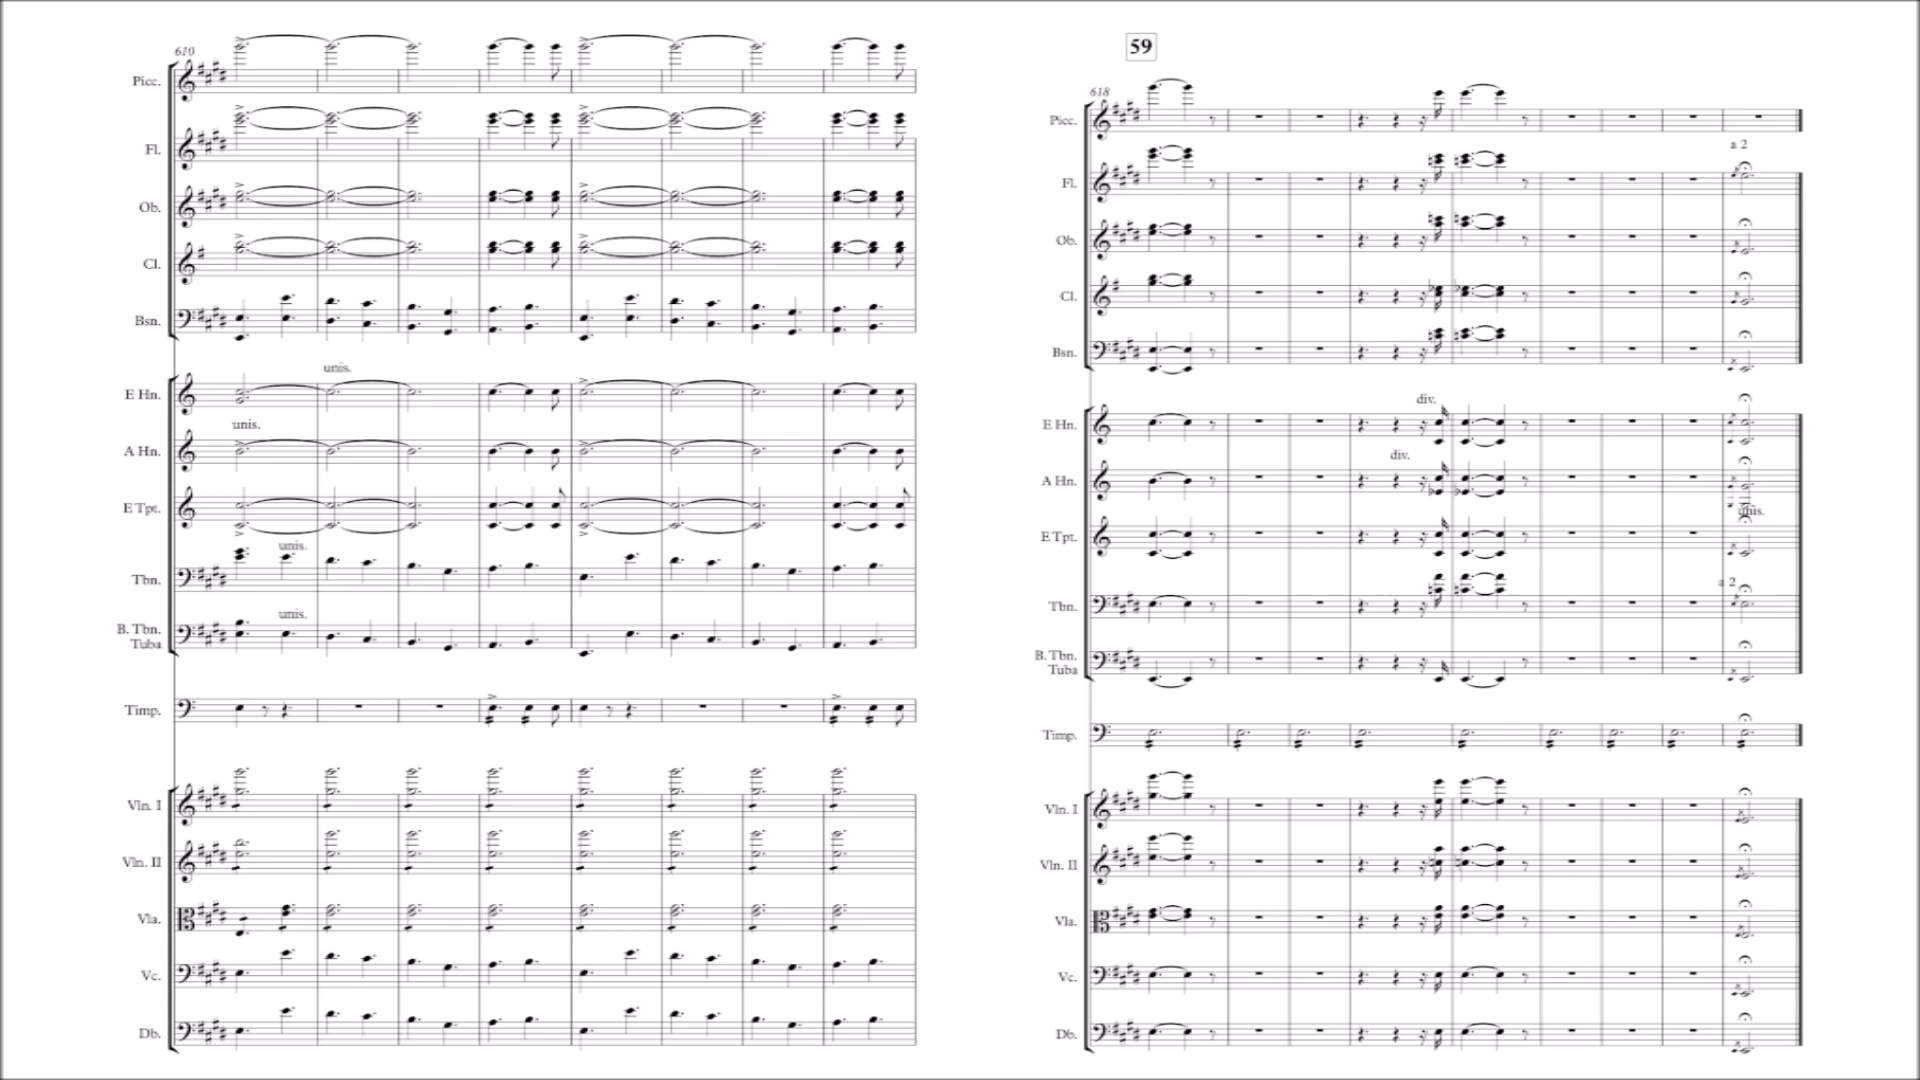 610
Picc.
Fl.
Ob.
Cl.
Bsn.
unis.
E Hn.
unis.
A Hn.
E Tpt.
unis.
Tbn.
unis.
B. Tbn.
Tuba
Timp.
Vln. I
Vln. II
Vla.
Vc.
Db.
59
618
Picc.
a 2
Fl.
Ob.
Cl.
Bsn.
div.
E Hn.
div.
A Hn.
unis.
E Tpt.
a 2
Tbn.
B. Tbn.
Tuba
Timp.
Vln. I
Vln. II
Vla.
Vc.
Db.